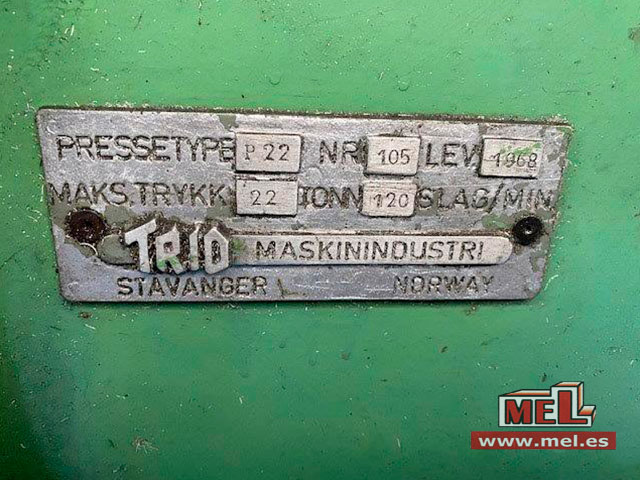 PRESSETYPE P 22 NR 105 LEV. 1968
MAKS. TRYKK 22 TONN 120 SLAG/MIN.
TRIO MASKININDUSTRI
STAVANGER NORWAY
MEL
www.mel.es